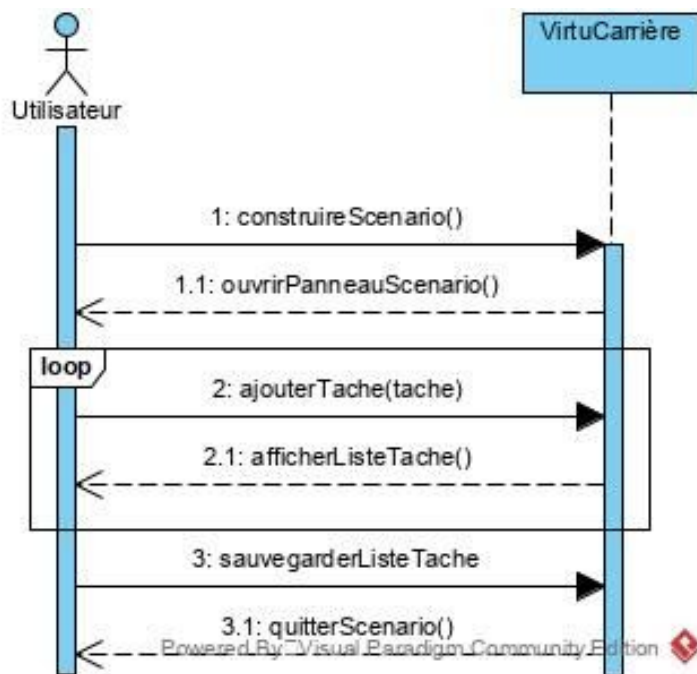 VirtuCarrière
Utilisateur
1: construireScenario()
1.1: ouvrirPanneauScenario()
loop
2: ajouterTache(tache)
2.1: afficherListeTache()
3: sauvegarderListeTache
3.1: quitterScenario()
Powered By Visual Paradigm Community Edition